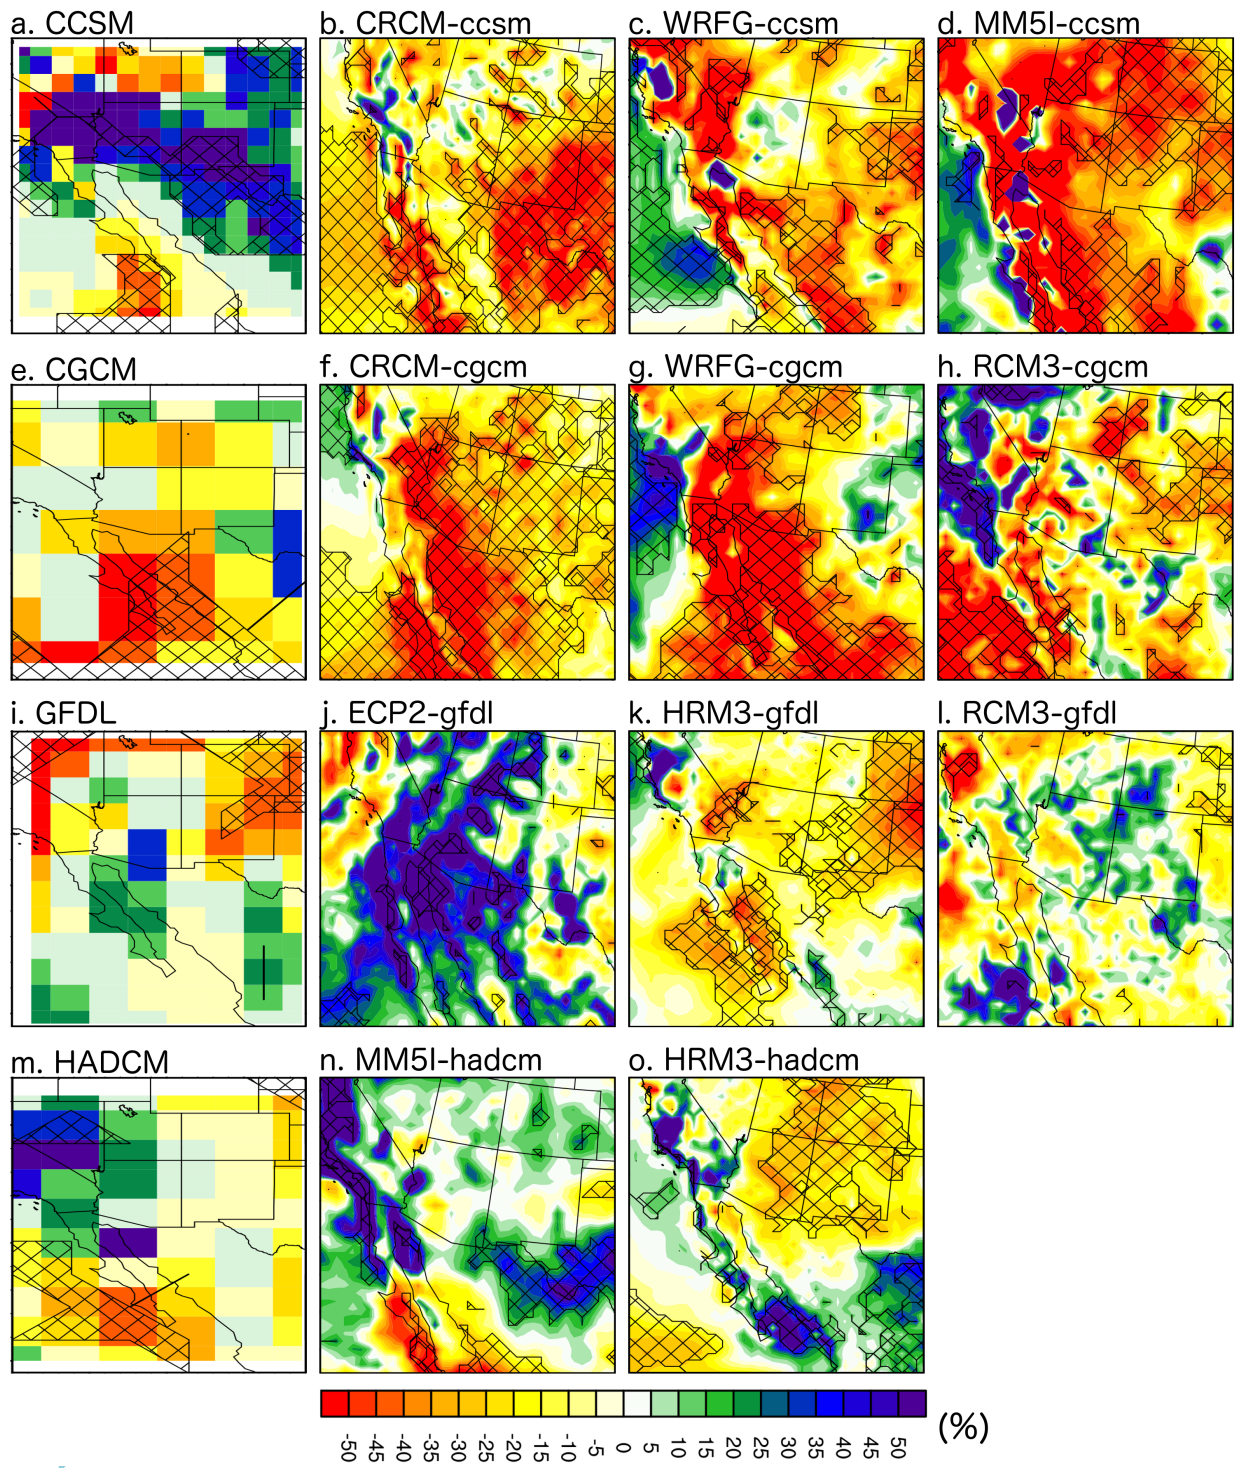 a. CCSM
b. CRCM-ccsm
c. WRFG-ccsm
d. MM5I-ccsm
e. CGCM
f. CRCM-cgcm
g. WRFG-cgcm
h. RCM3-cgcm
i. GFDL
j. ECP2-gfdl
k. HRM3-gfdl
l. RCM3-gfdl
m. HADCM
n. MM5I-hadcm
o. HRM3-hadcm
-50 -45 -40 -35 -30 -25 -20 -15 -10 -5 0 5 10 15 20 25 30 35 40 45 50
(%)